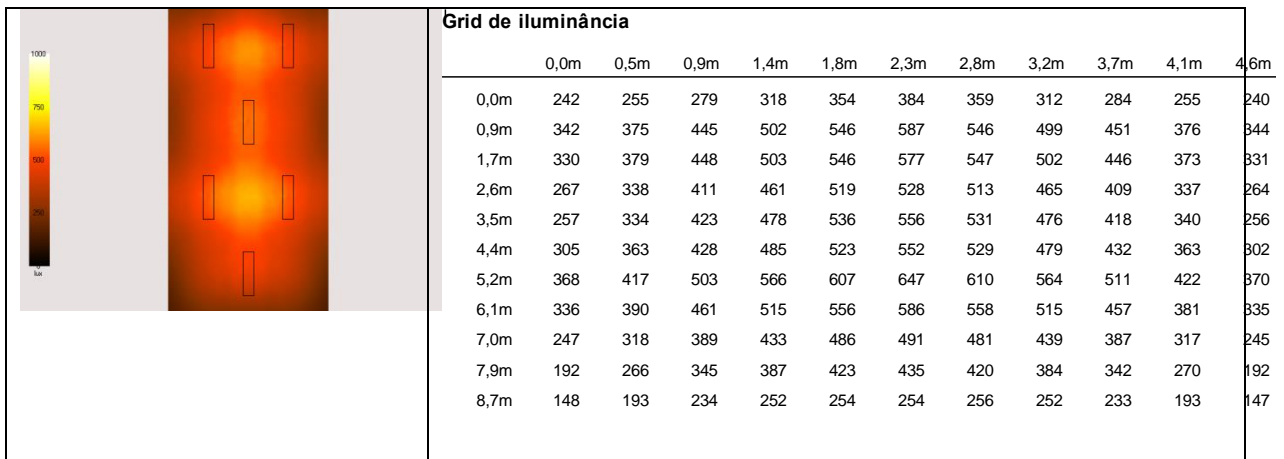 Grid de iluminância
1000
750
500
250
0
lux
0,0m 0,5m 0,9m 1,4m 1,8m 2,3m 2,8m 3,2m 3,7m 4,1m 4,6m
0,0m 242 255 279 318 354 384 359 312 284 255 240
0,9m 342 375 445 502 546 587 546 499 451 376 344
1,7m 330 379 448 503 546 577 547 502 446 373 331
2,6m 267 338 411 461 519 528 513 465 409 337 264
3,5m 257 334 423 478 536 556 531 476 418 340 256
4,4m 305 363 428 485 523 552 529 479 432 363 302
5,2m 368 417 503 566 607 647 610 564 511 422 370
6,1m 336 390 461 515 556 586 558 515 457 381 335
7,0m 247 318 389 433 486 491 481 439 387 317 245
7,9m 192 266 345 387 423 435 420 384 342 270 192
8,7m 148 193 234 252 254 254 256 252 233 193 147